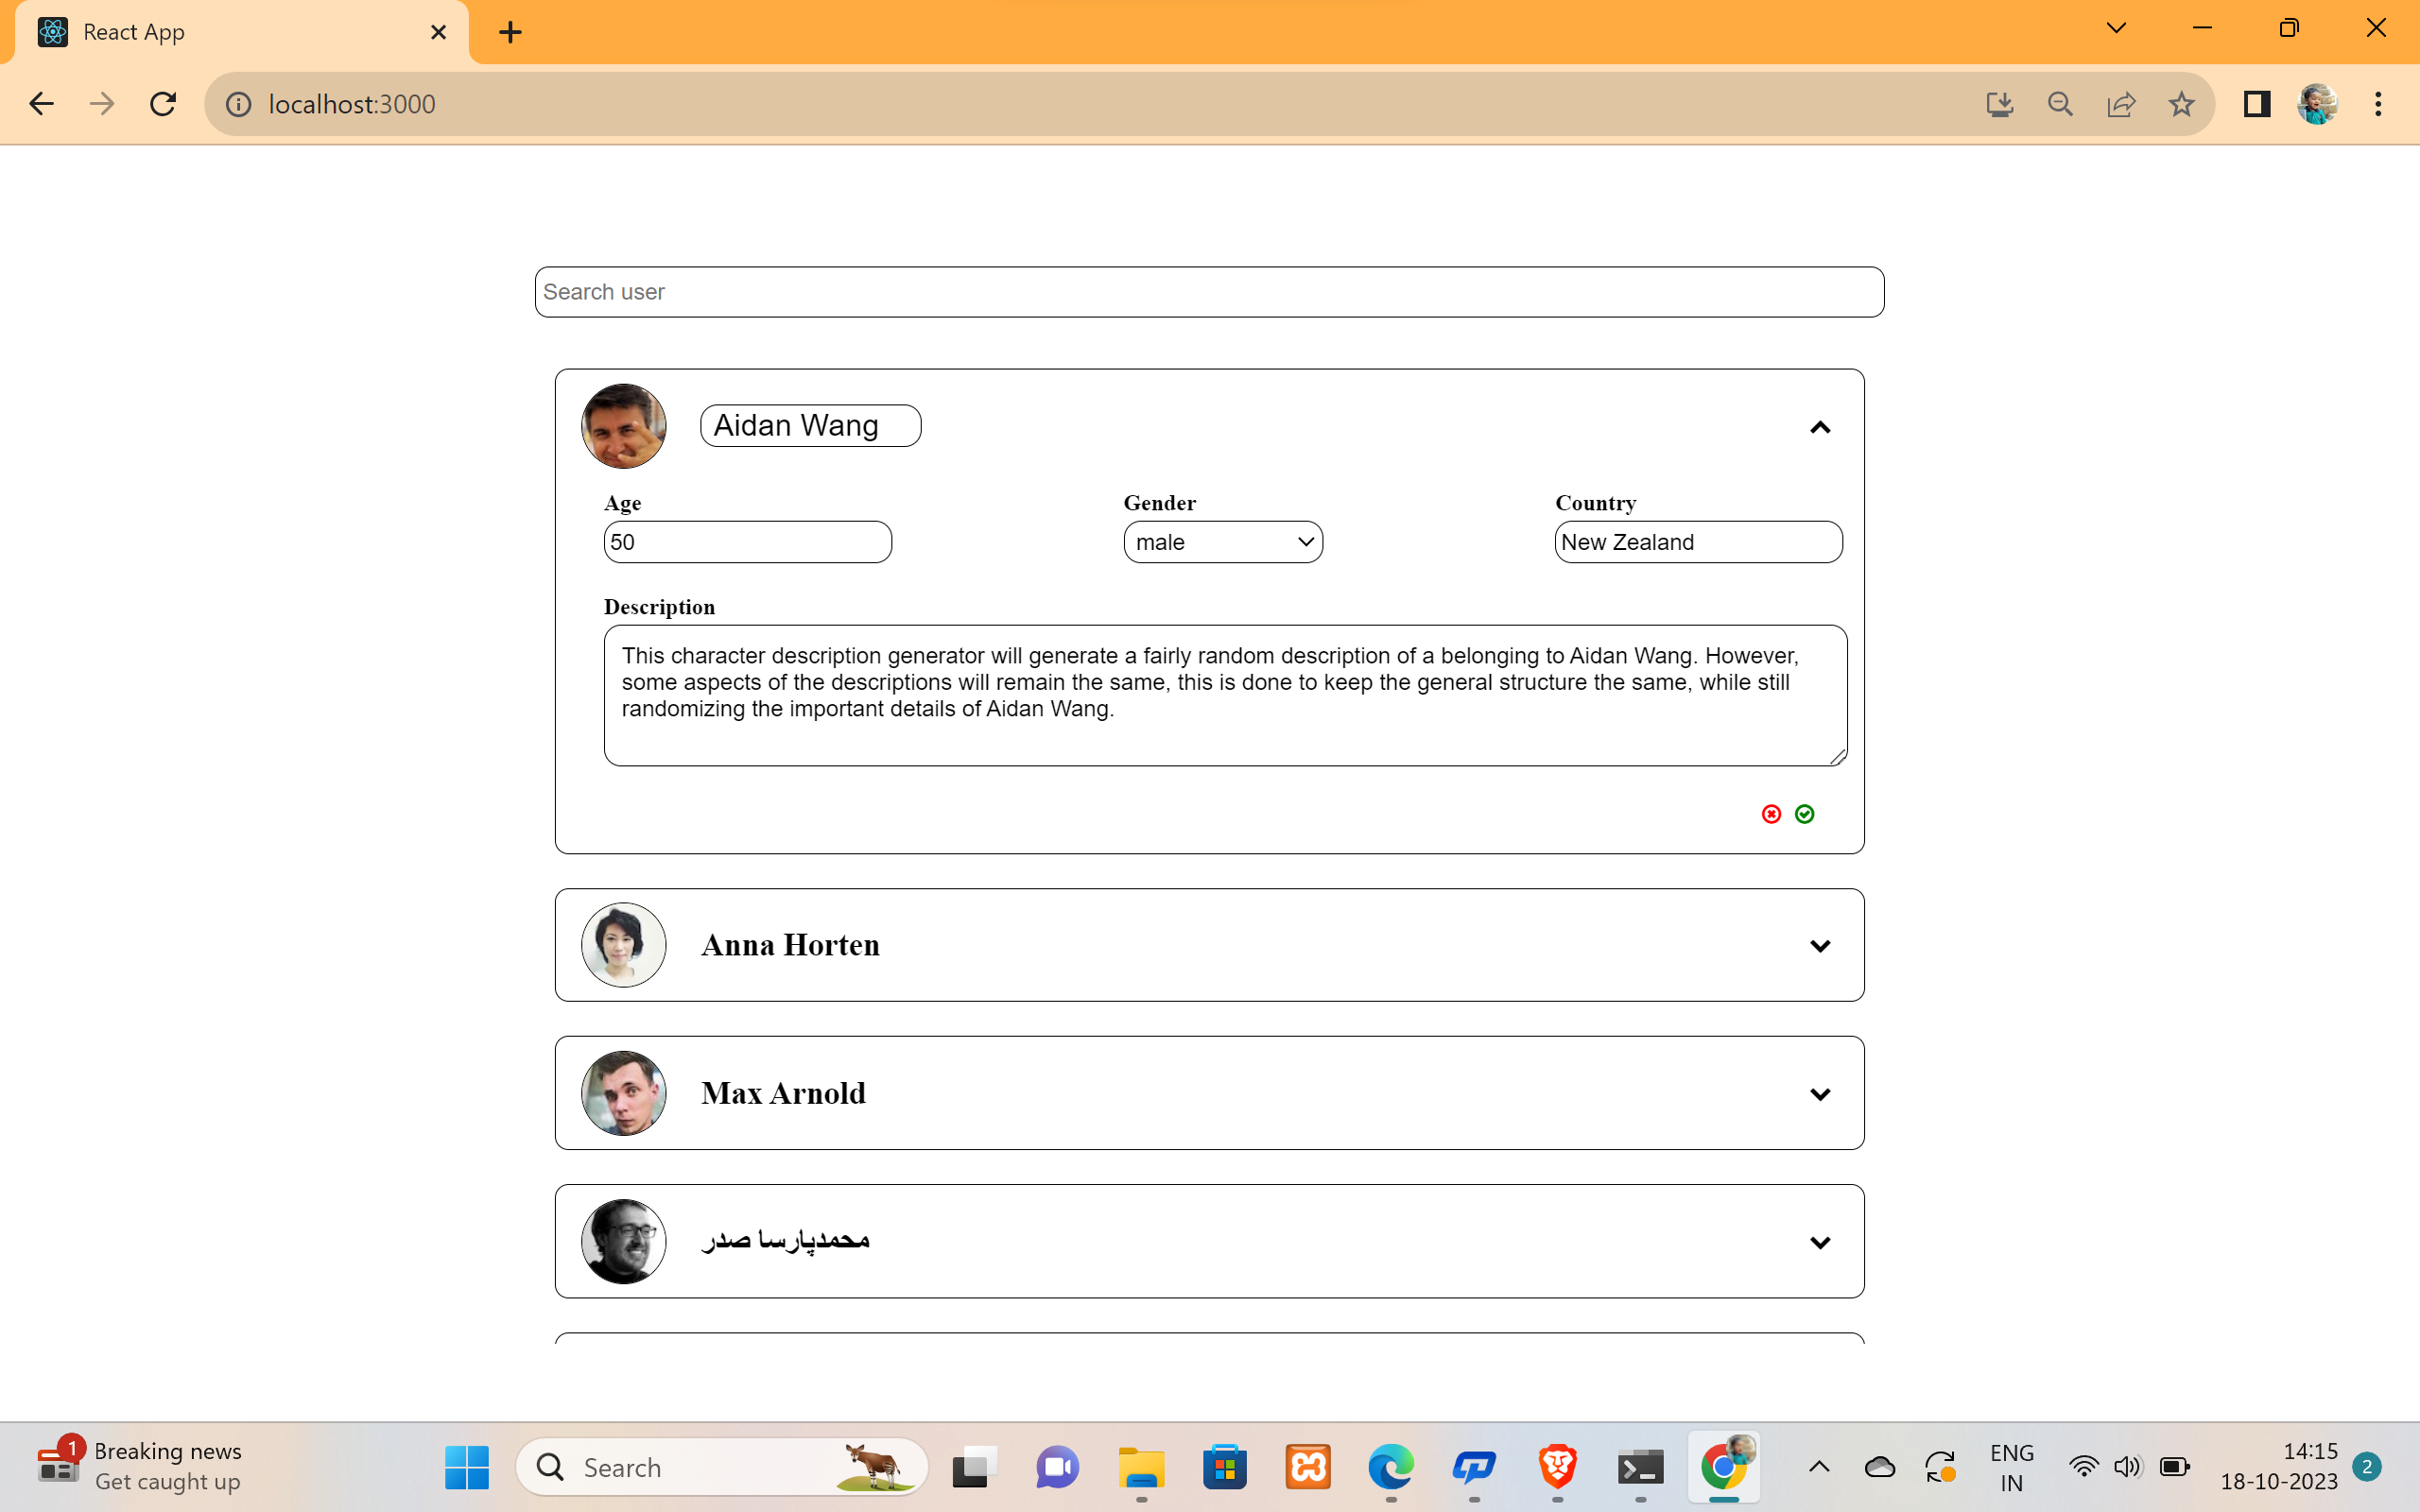 React App
localhost:3000
Search user
Aidan Wang
Age
Gender
Country
50
male
New Zealand
Description
This character description generator will generate a fairly random description of a belonging to Aidan Wang. However,
some aspects of the descriptions will remain the same, this is done to keep the general structure the same, while still
randomizing the important details of Aidan Wang.
Anna Horten
Max Arnold
محمدپارسا صدر
1
Breaking news
Get caught up
Search
ENG
IN
14:15
18-10-2023
2